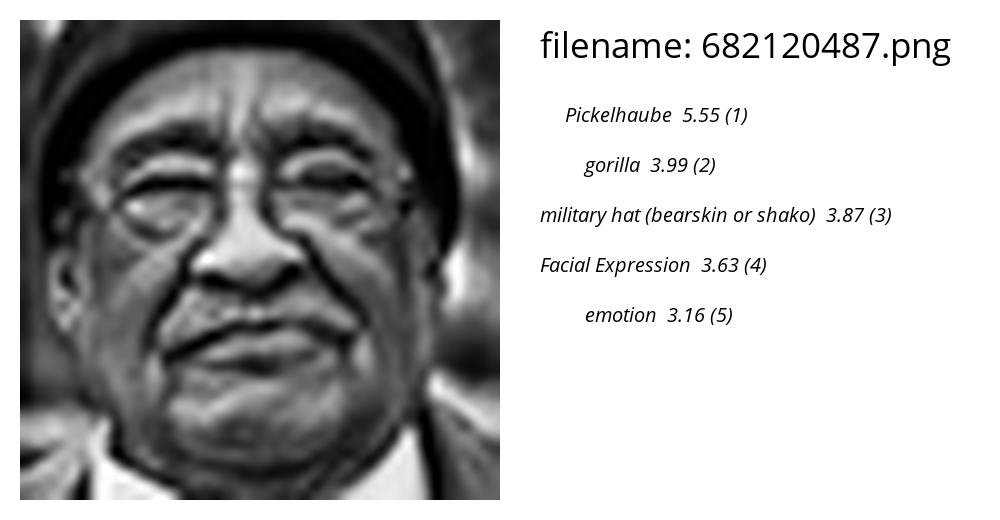 filename: 682120487.png
Pickelhaube 5.55 (1)
gorilla 3.99 (2)
military hat (bearskin or shako) 3.87 (3)
Facial Expression 3.63 (4)
emotion 3.16 (5)